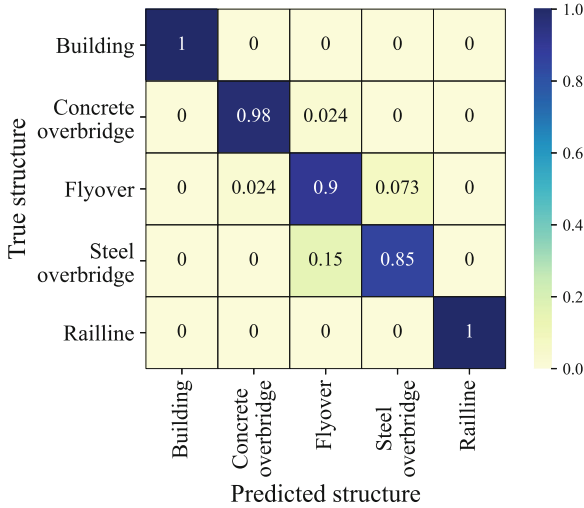 Building
Concrete
overbridge
Flyover
Steel
overbridge
Railline
True structure
1 0 0 0 0
0 0.98 0.024 0 0
0 0.024 0.9 0.073 0
0 0 0.15 0.85 0
0 0 0 0 1
Building
Concrete
overbridge
Flyover
Steel
overbridge
Railline
Predicted structure
1.0
0.8
0.6
0.4
0.2
0.0